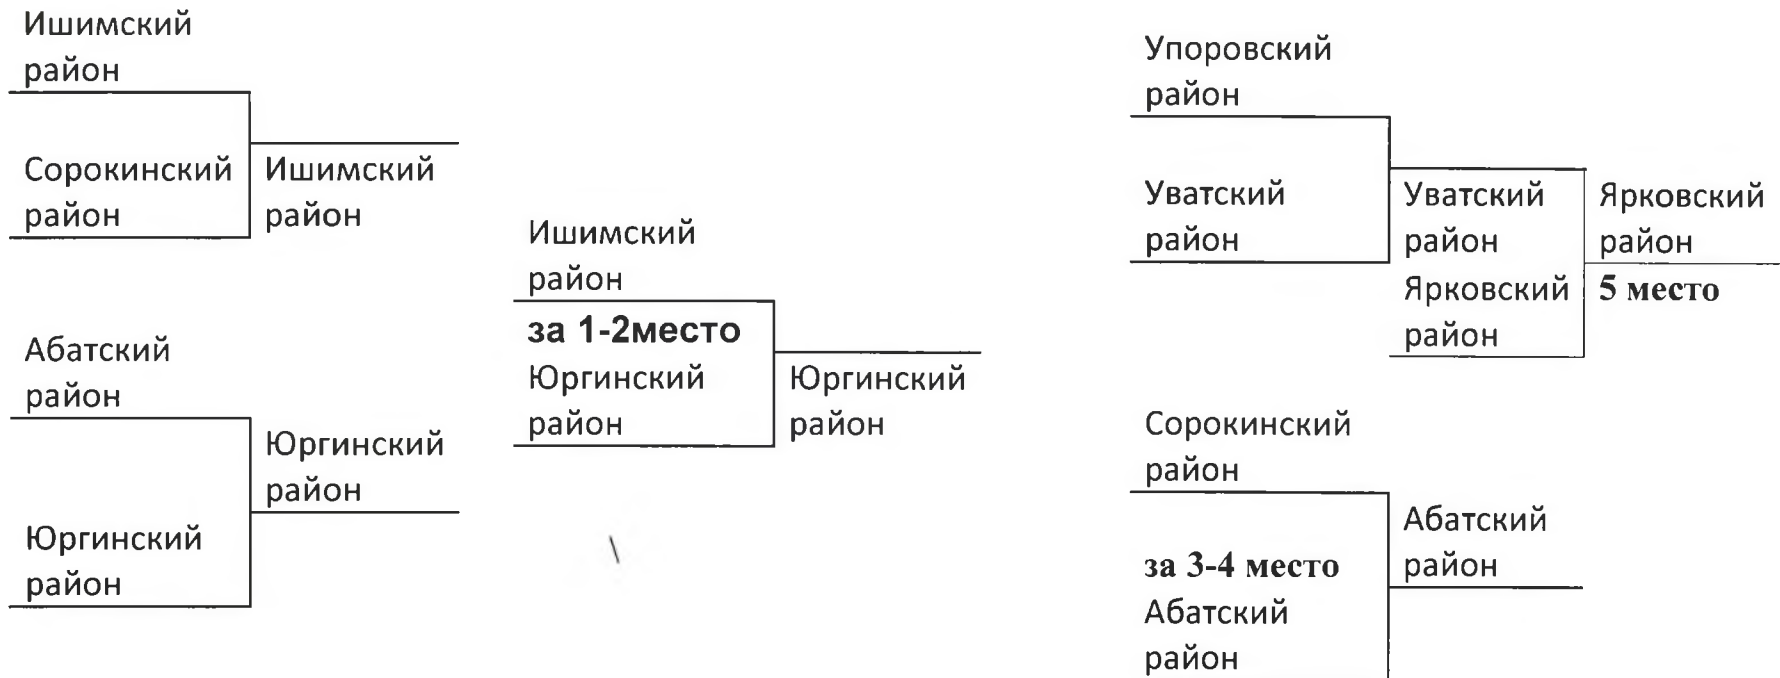 Ишимский
район
Сорокинский
район
Ишимский
район
Абатский
район
Юргинский
район
Юргинский
район
Ишимский
район
за 1-2место
Юргинский
район
Юргинский
район
Упоровский
район
Уватский
район
Уватский
район
Ярковский
район
Ярковский
район
5 место
Сорокинский
район
за 3-4 место
Абатский
район
Абатский
район